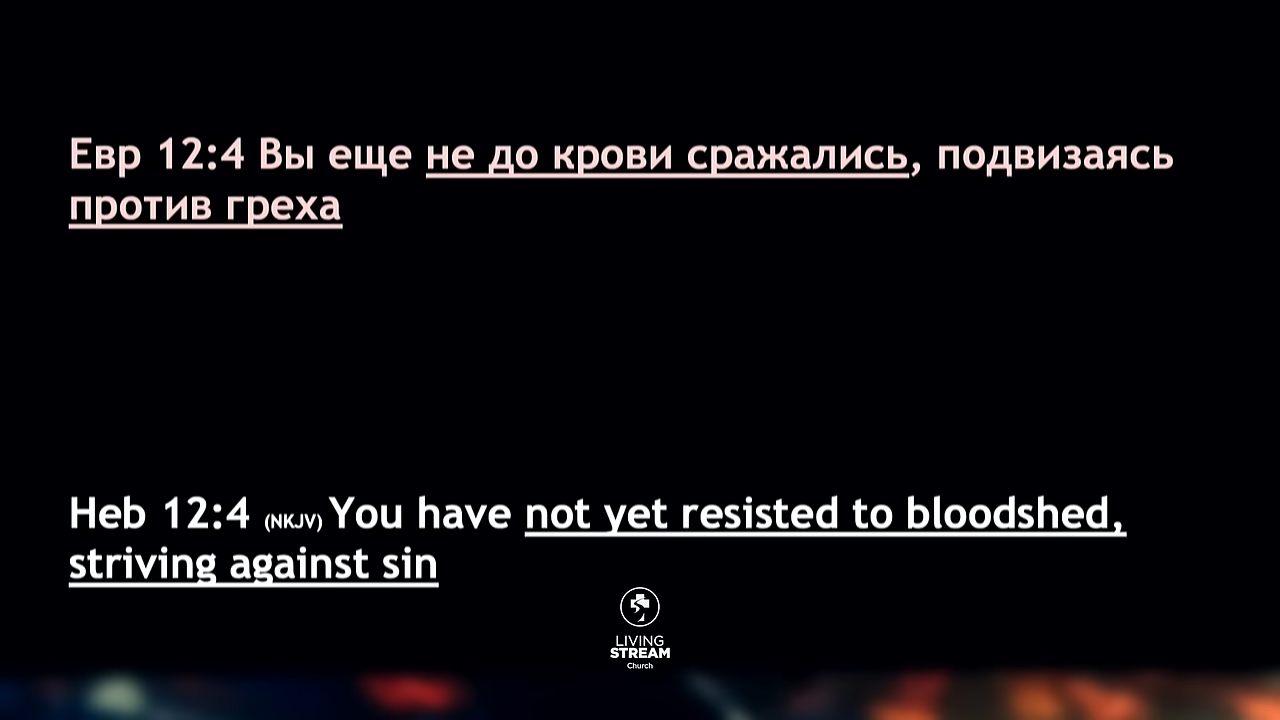 Евр 12:4 Вы еще не до крови сражались, подвизаясь
против греха
Heb 12:4 (NKJV) You have not yet resisted to bloodshed,
striving against sin
LIVING
STREAM
Church